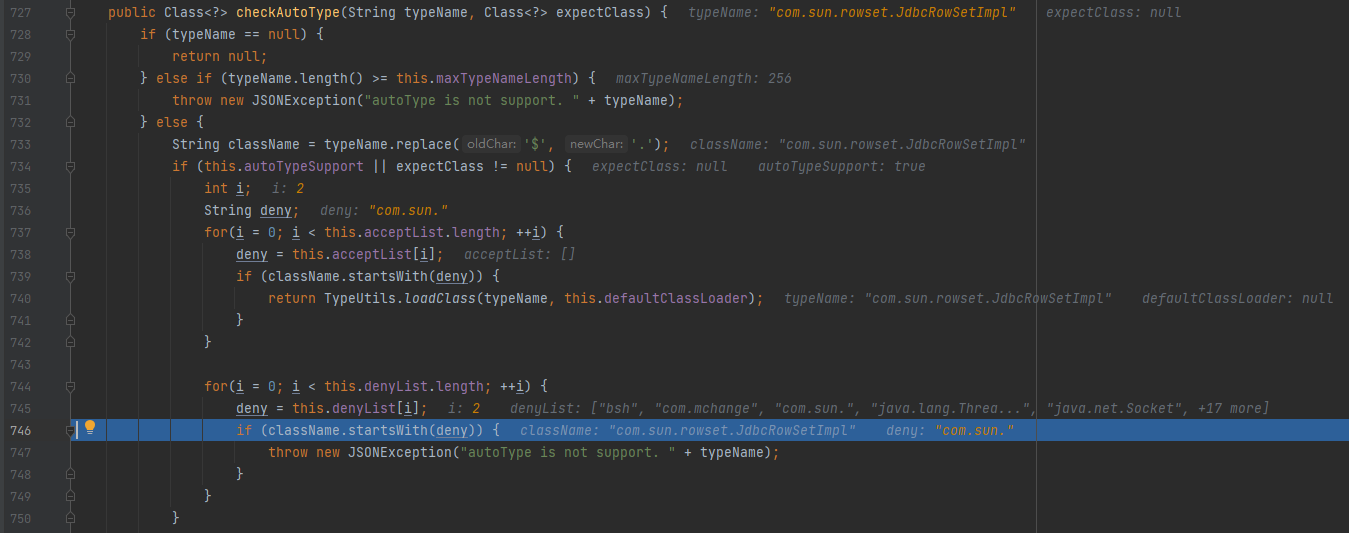 727 public Class<?> checkAutoType(String typeName, Class<?> expectClass) { typeName: "com.sun.rowset.JdbcRowSetImpl" expectClass: null
728 if (typeName == null) {
729 return null;
730 } else if (typeName.length() >= this.maxTypeNameLength) { maxTypeNameLength: 256
731 throw new JSONException("autoType is not support. " + typeName);
732 } else {
733 String className = typeName.replace( oldChar: '$', newChar: '.'); className: "com.sun.rowset.JdbcRowSetImpl"
734 if (this.autoTypeSupport || expectClass != null) { expectClass: null autoTypeSupport: true
735 int i; i: 2
736 String deny; deny: "com.sun."
737 for(i = 0; i < this.acceptList.length; ++i) {
738 deny = this.acceptList[i]; acceptList: []
739 if (className.startsWith(deny)) {
740 return TypeUtils.loadClass(typeName, this.defaultClassLoader); typeName: "com.sun.rowset.JdbcRowSetImpl" defaultClassLoader: null
741 }
742 }
743
744 for(i = 0; i < this.denyList.length; ++i) {
745 deny = this.denyList[i]; i: 2 denyList: ["bsh", "com.mchange", "com.sun.", "java.lang.Threa...", "java.net.Socket", +17 more]
746 if (className.startsWith(deny)) { className: "com.sun.rowset.JdbcRowSetImpl" deny: "com.sun."
747 throw new JSONException("autoType is not support. " + typeName);
748 }
749 }
750 }